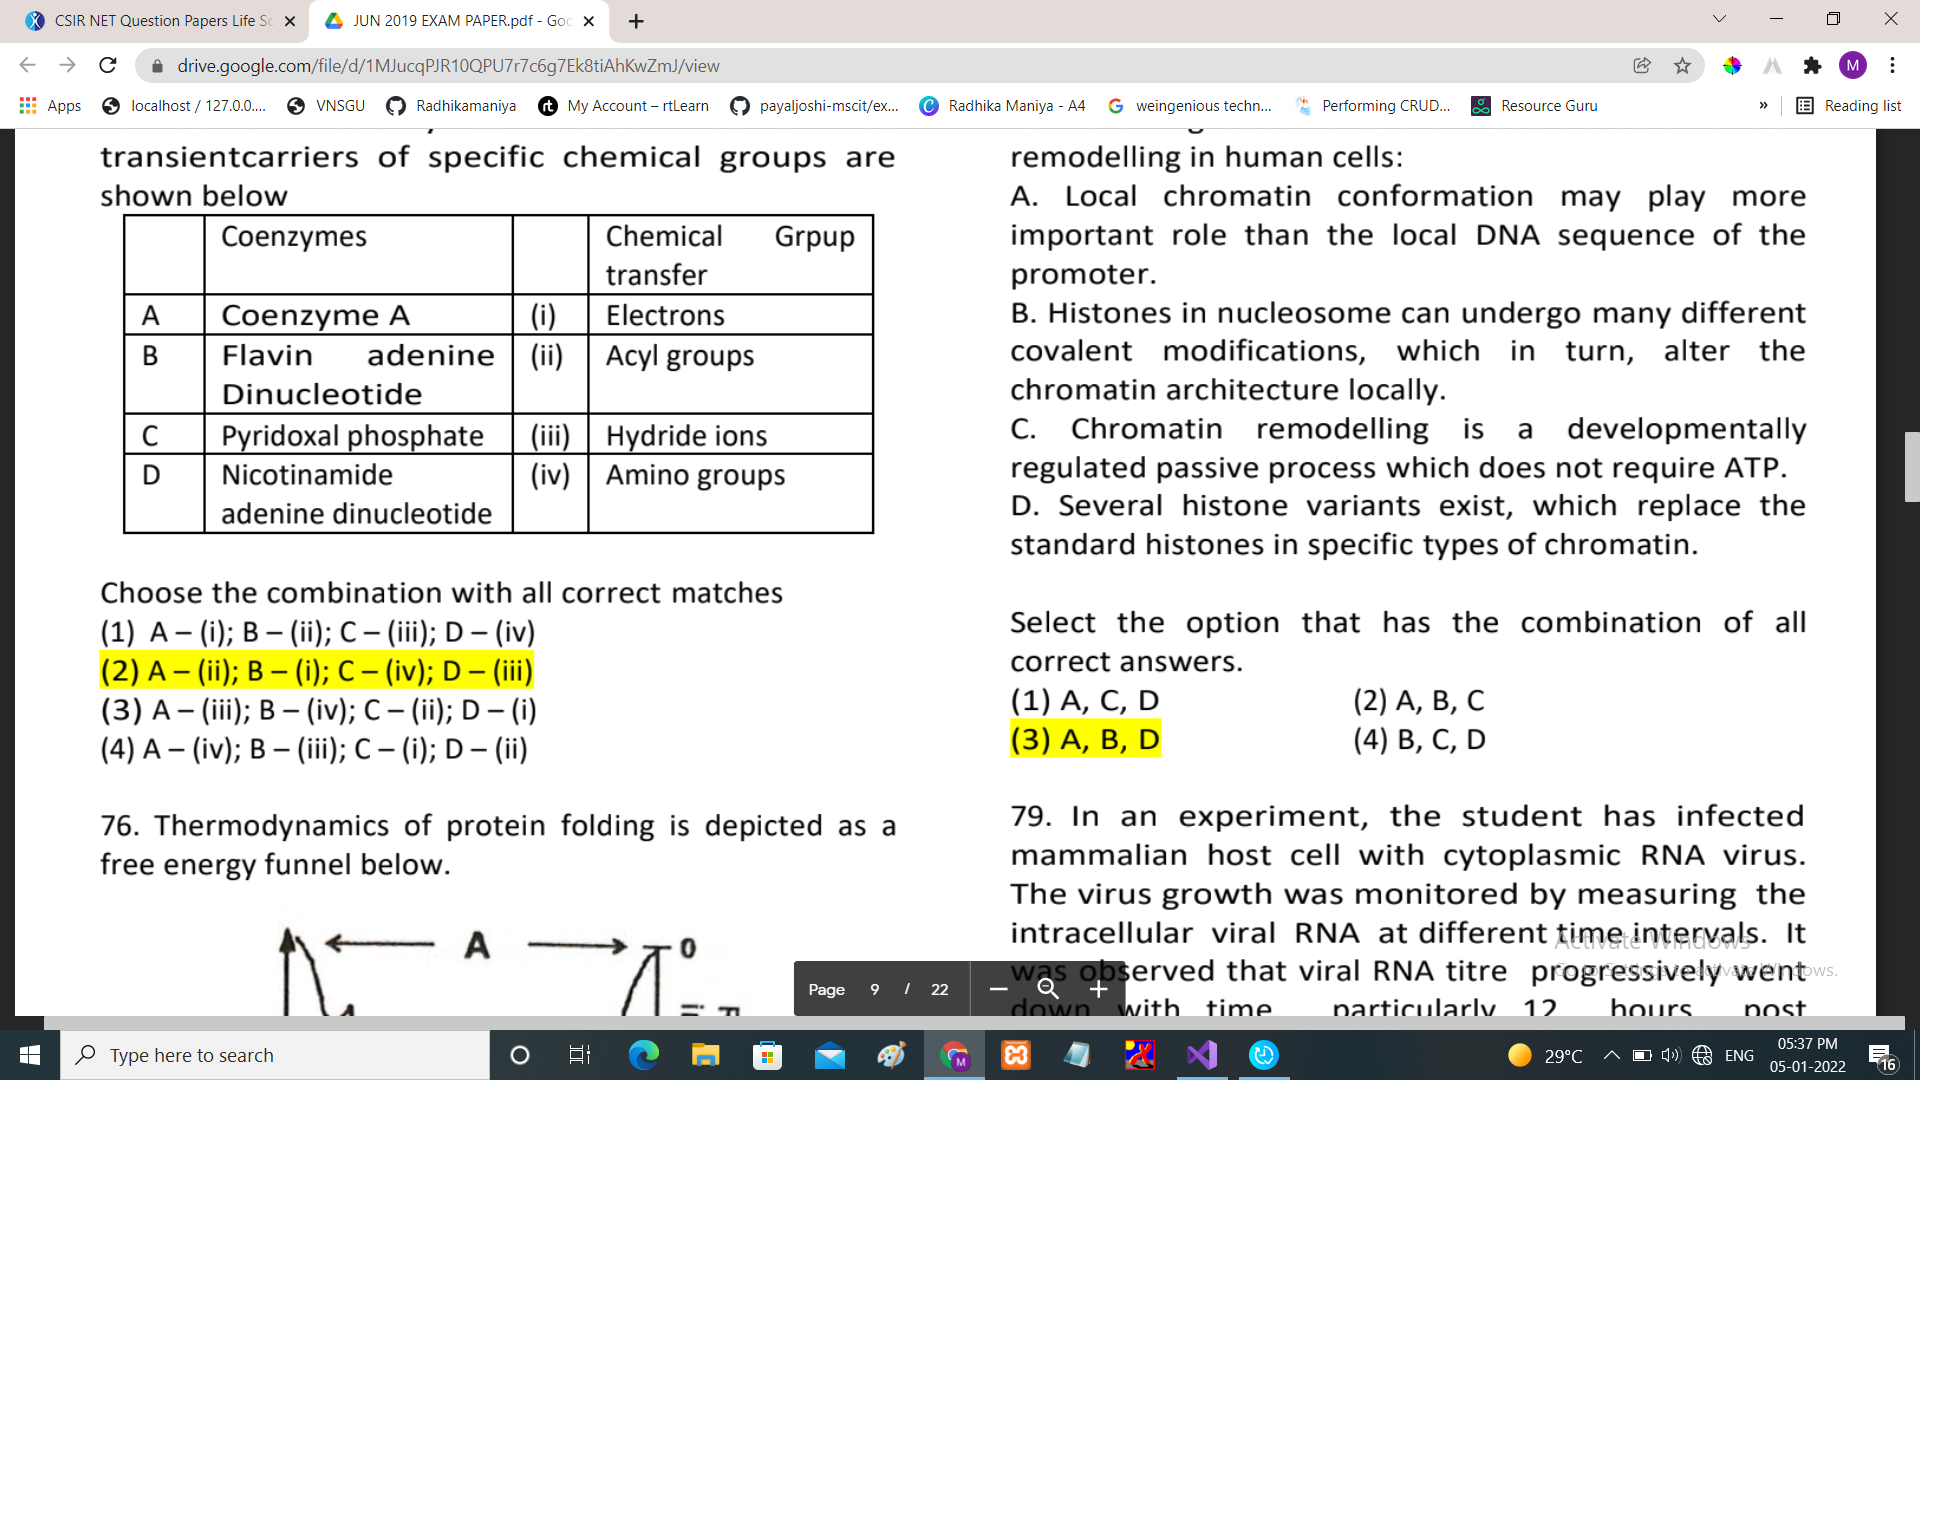 CSIR NET Question Papers Life Sc
JUN 2019 EXAM PAPER.pdf - Goo
drive.google.com/file/d/1MJucqPJR10QPU7r7c6g7Ek8tiAhKwZmJ/view
M
Apps
localhost / 127.0.0....
VNSGU
Radhikamaniya
rt My Account – rtLearn
payaljoshi-mscit/ex...
Radhika Maniya - A4
weingenious techn...
Performing CRUD...
Resource Guru
»
Reading list
transientcarriers of specific chemical groups are
shown below
Coenzymes Chemical Grpup
transfer
A Coenzyme A (i) Electrons
B Flavin adenine (ii) Acyl groups
Dinucleotide
C Pyridoxal phosphate (iii) Hydride ions
D Nicotinamide (iv) Amino groups
adenine dinucleotide
Choose the combination with all correct matches
(1) A – (i); B – (ii); C – (iii); D – (iv)
(2) A – (ii); B – (i); C – (iv); D – (iii)
(3) A – (iii); B – (iv); C – (ii); D – (i)
(4) A – (iv); B – (iii); C – (i); D – (ii)
76. Thermodynamics of protein folding is depicted as a
free energy funnel below.
A
0
remodelling in human cells:
A. Local chromatin conformation may play more
important role than the local DNA sequence of the
promoter.
B. Histones in nucleosome can undergo many different
covalent modifications, which in turn, alter the
chromatin architecture locally.
C. Chromatin remodelling is a developmentally
regulated passive process which does not require ATP.
D. Several histone variants exist, which replace the
standard histones in specific types of chromatin.
Select the option that has the combination of all
correct answers.
(1) A, C, D (2) A, B, C
(3) A, B, D (4) B, C, D
79. In an experiment, the student has infected
mammalian host cell with cytoplasmic RNA virus.
The virus growth was monitored by measuring the
intracellular viral RNA at different time intervals. It
was observed that viral RNA titre progressively went
down with time particularly 12 hours post
Activate Windows
Go to Settings to activate Windows.
Page 9 / 22
Type here to search
M
29°C
ENG
05:37 PM
05-01-2022
16